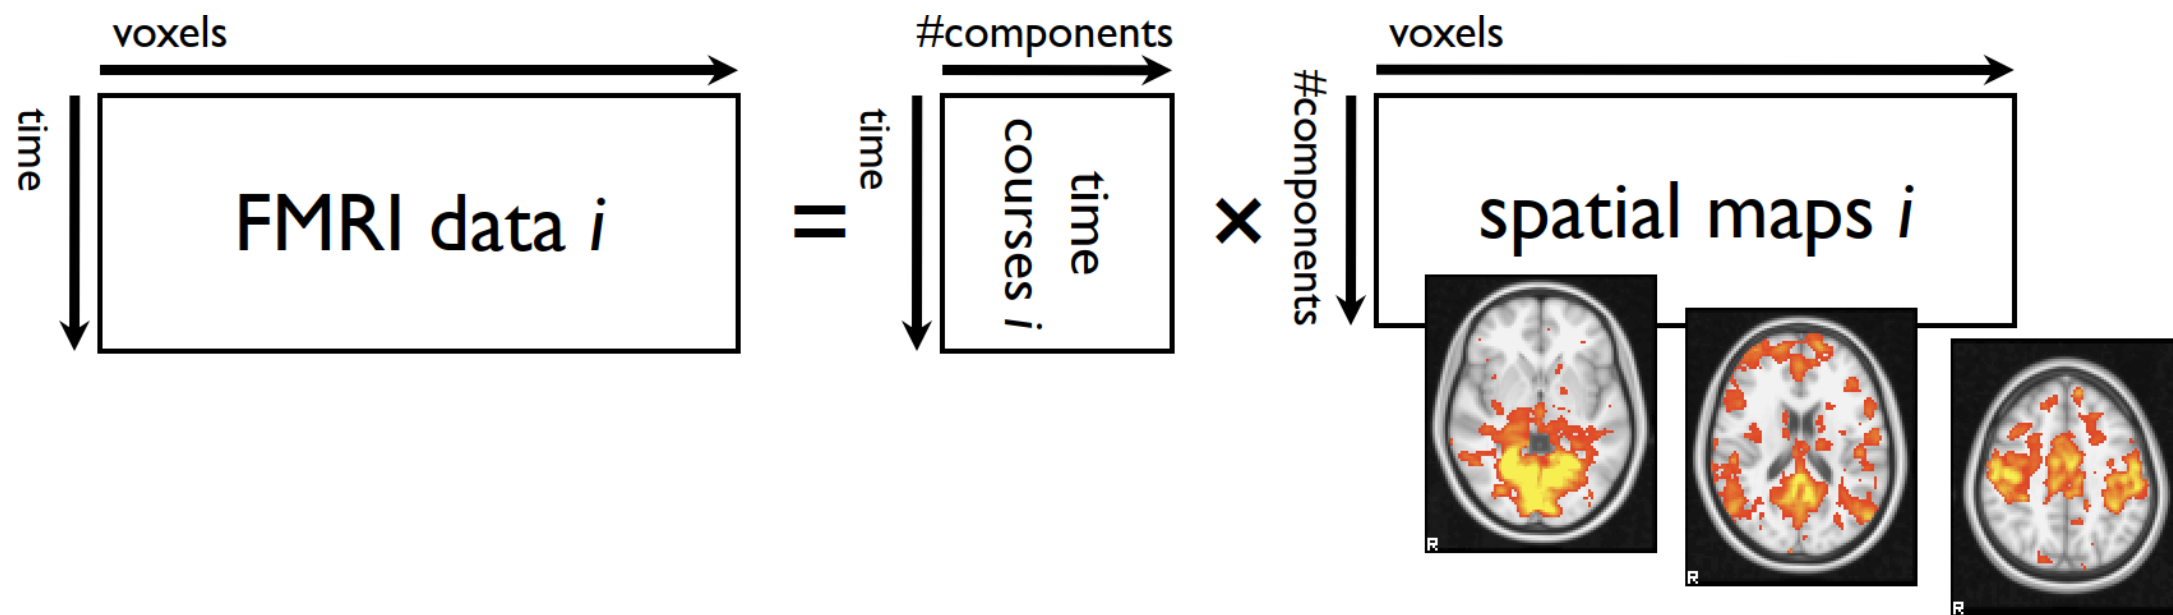 voxels
time
FMRI data i
=
#components
time
time
courses i
×
voxels
#components
spatial maps i
R
R
R